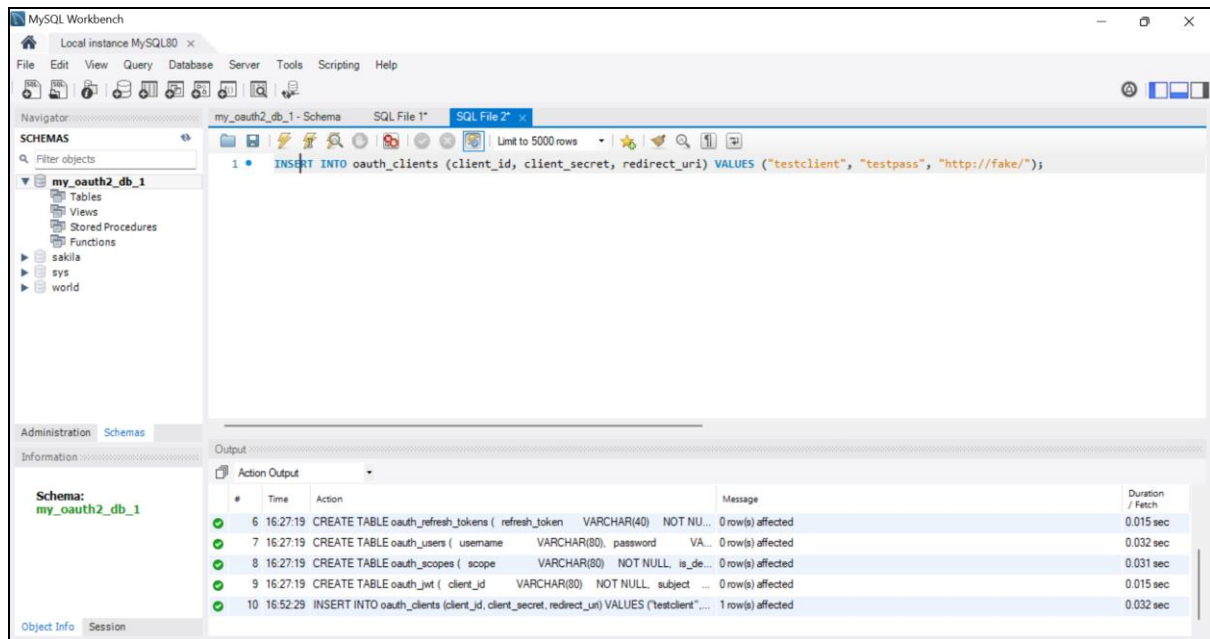 MySQL Workbench
Local instance MySQL80
File Edit View Query Database Server Tools Scripting Help
Navigator
my_oauth2_db_1 - Schema SQL File 1* SQL File 2*
SCHEMAS
Limit to 5000 rows
Filter objects
1 INSERT INTO oauth_clients (client_id, client_secret, redirect_uri) VALUES ("testclient", "testpass", "http://fake/");
my_oauth2_db_1
Tables
Views
Stored Procedures
Functions
sakila
sys
world
Administration Schemas
Information
Output
Action Output
Schema:
my_oauth2_db_1
# Time Action Message Duration / Fetch
6 16:27:19 CREATE TABLE oauth_refresh_tokens ( refresh_token VARCHAR(40) NOT NU... 0 row(s) affected 0.015 sec
7 16:27:19 CREATE TABLE oauth_users ( username VARCHAR(80), password VA... 0 row(s) affected 0.032 sec
8 16:27:19 CREATE TABLE oauth_scopes ( scope VARCHAR(80) NOT NULL, is_de... 0 row(s) affected 0.031 sec
9 16:27:19 CREATE TABLE oauth_jwt ( client_id VARCHAR(80) NOT NULL, subject ... 0 row(s) affected 0.015 sec
10 16:52:29 INSERT INTO oauth_clients (client_id, client_secret, redirect_uri) VALUES ("testclient",... 1 row(s) affected 0.032 sec
Object Info Session